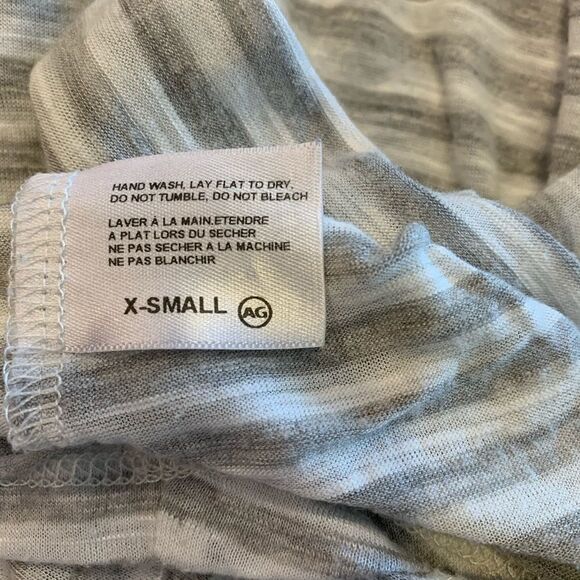 HAND WASH, LAY FLAT TO DRY,
DO NOT TUMBLE, DO NOT BLEACH
LAVER À LA MAIN.ETENDRE
A PLAT LORS DU SECHER
NE PAS SECHER A LA MACHINE
NE PAS BLANCHIR
X-SMALL AG